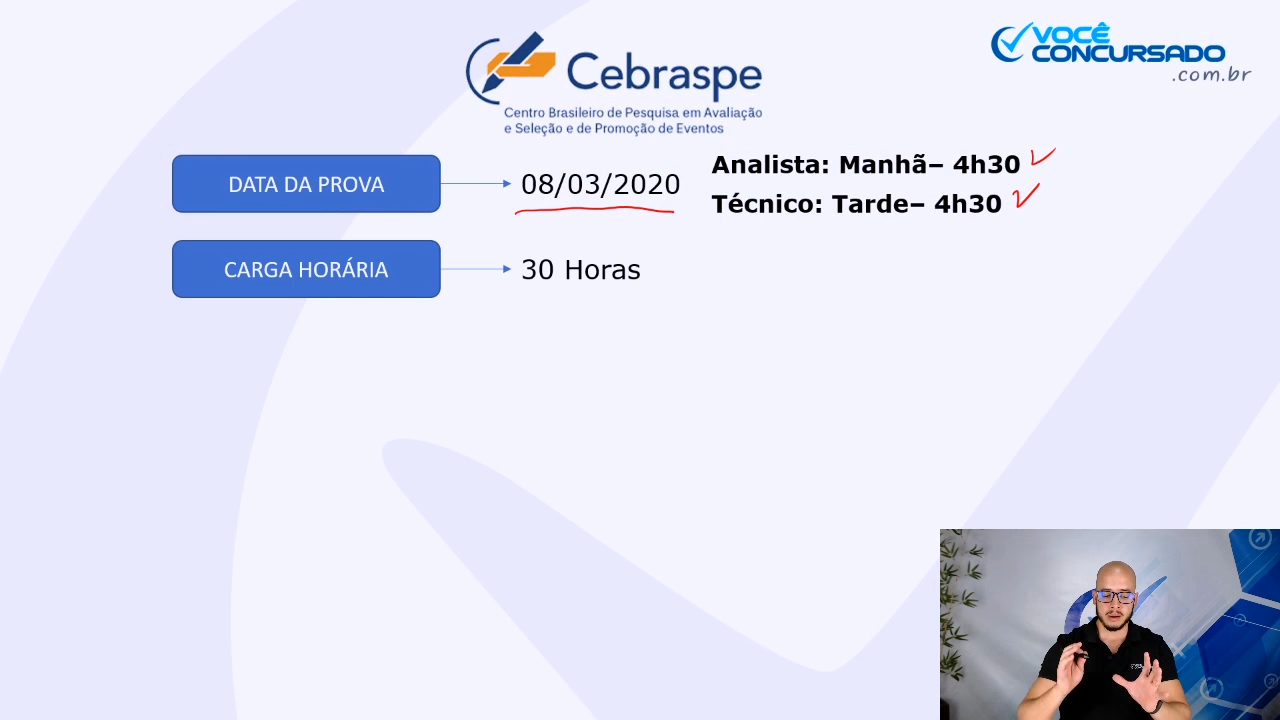 Cebraspe
Centro Brasileiro de Pesquisa em Avaliação
e Seleção e de Promoção de Eventos
VOCÊ
CONCURSADO
.com.br
DATA DA PROVA
08/03/2020
Analista: Manhã– 4h30
Técnico: Tarde– 4h30
CARGA HORÁRIA
30 Horas